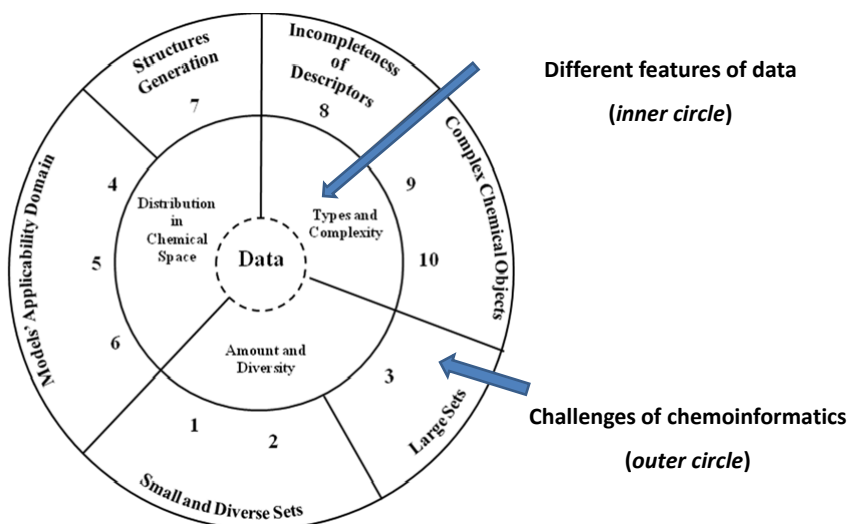 Structures
Generation
7
Incompleteness
of
Descriptors
8
Different features of data
(inner circle)
Complex Chemical Objects
9
10
Models' Applicability Domain
4
5
6
Distribution
in
Chemical
Space
Types and
Complexity
Data
Amount and
Diversity
3
Large Sets
1
2
Small and Diverse Sets
Challenges of chemoinformatics
(outer circle)